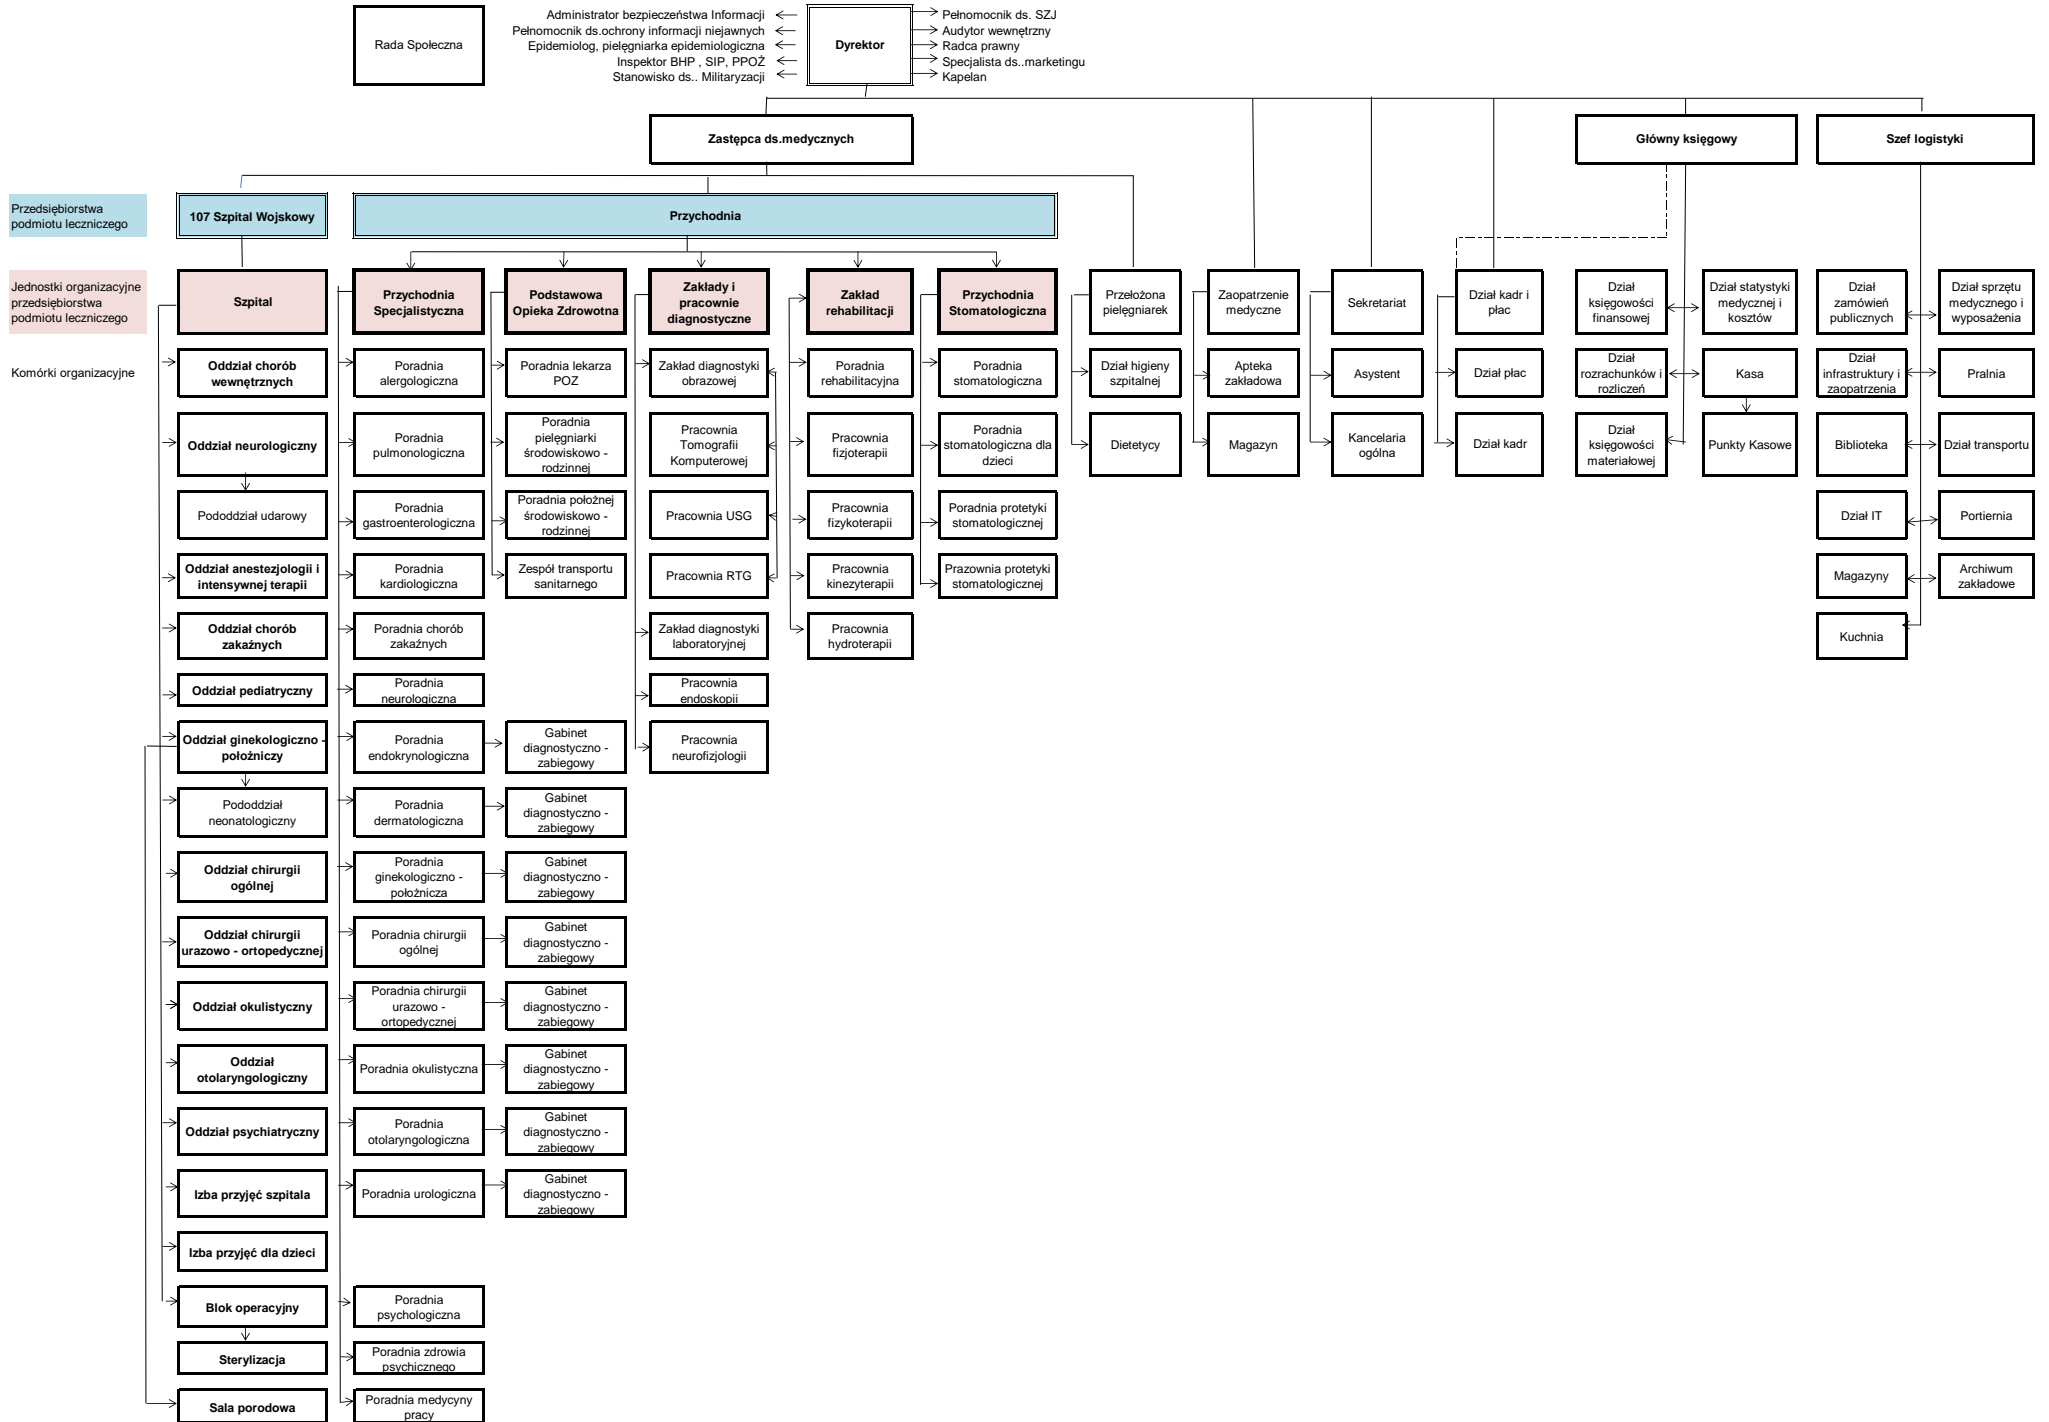 Rada Społeczna
Administrator bezpieczeństwa Informacji
Pełnomocnik ds.ochrony informacji niejawnych
Epidemiolog, pielęgniarka epidemiologiczna
Inspektor BHP , SIP, PPOŻ
Stanowisko ds.. Militaryzacji
Dyrektor
Pełnomocnik ds. SZJ
Audytor wewnętrzny
Radca prawny
Specjalista ds..marketingu
Kapelan
Zastępca ds.medycznych
Główny księgowy
Szef logistyki
Przedsiębiorstwa
podmiotu leczniczego
107 Szpital Wojskowy
Przychodnia
Jednostki organizacyjne
przedsiębiorstwa
podmiotu leczniczego
Szpital
Przychodnia
Specjalistyczna
Podstawowa
Opieka Zdrowotna
Zakłady i
pracownie
diagnostyczne
Zakład
rehabilitacji
Przychodnia
Stomatologiczna
Przełożona
pielęgniarek
Zaopatrzenie
medyczne
Sekretariat
Dział kadr i
płac
Dział
księgowości
finansowej
Dział statystyki
medycznej i
kosztów
Dział
zamówień
publicznych
Dział sprzętu
medycznego i
wyposażenia
Komórki organizacyjne
Oddział chorób
wewnętrznych
Poradnia
alergologiczna
Poradnia lekarza
POZ
Zakład diagnostyki
obrazowej
Poradnia
rehabilitacyjna
Poradnia
stomatologiczna
Dział higieny
szpitalnej
Apteka
zakładowa
Asystent
Dział płac
Dział
rozrachunków i
rozliczeń
Kasa
Dział
infrastruktury i
zaopatrzenia
Pralnia
Oddział neurologiczny
Poradnia
pulmonologiczna
Poradnia
pielęgniarki
środowiskowo -
rodzinnej
Pracownia
Tomografii
Komputerowej
Pracownia
fizjoterapii
Poradnia
stomatologiczna dla
dzieci
Dietetycy
Magazyn
Kancelaria
ogólna
Dział kadr
Dział
księgowości
materiałowej
Punkty Kasowe
Biblioteka
Dział transportu
Pododdział udarowy
Poradnia
gastroenterologiczna
Poradnia położnej
środowiskowo -
rodzinnej
Pracownia USG
Pracownia
fizykoterapii
Poradnia protetyki
stomatologicznej
Dział IT
Portiernia
Oddział anestezjologii i
intensywnej terapii
Poradnia
kardiologiczna
Zespół transportu
sanitarnego
Pracownia RTG
Pracownia
kinezyterapii
Prazownia protetyki
stomatologicznej
Magazyny
Archiwum
zakładowe
Oddział chorób
zakaźnych
Poradnia chorób
zakaźnych
Zakład diagnostyki
laboratoryjnej
Pracownia
hydroterapii
Kuchnia
Oddział pediatryczny
Poradnia
neurologiczna
Pracownia
endoskopii
Oddział ginekologiczno -
położniczy
Poradnia
endokrynologiczna
Gabinet
diagnostyczno -
zabiegowy
Pracownia
neurofizjologii
Pododdział
neonatologiczny
Poradnia
dermatologiczna
Gabinet
diagnostyczno -
zabiegowy
Oddział chirurgii
ogólnej
Poradnia
ginekologiczno -
położnicza
Gabinet
diagnostyczno -
zabiegowy
Oddział chirurgii
urazowo - ortopedycznej
Poradnia chirurgii
ogólnej
Gabinet
diagnostyczno -
zabiegowy
Oddział okulistyczny
Poradnia chirurgii
urazowo -
ortopedycznej
Gabinet
diagnostyczno -
zabiegowy
Oddział
otolaryngologiczny
Poradnia okulistyczna
Gabinet
diagnostyczno -
zabiegowy
Oddział psychiatryczny
Poradnia
otolaryngologiczna
Gabinet
diagnostyczno -
zabiegowy
Izba przyjęć szpitala
Poradnia urologiczna
Gabinet
diagnostyczno -
zabiegowy
Izba przyjęć dla dzieci
Blok operacyjny
Poradnia
psychologiczna
Sterylizacja
Poradnia zdrowia
psychicznego
Sala porodowa
Poradnia medycyny
pracy